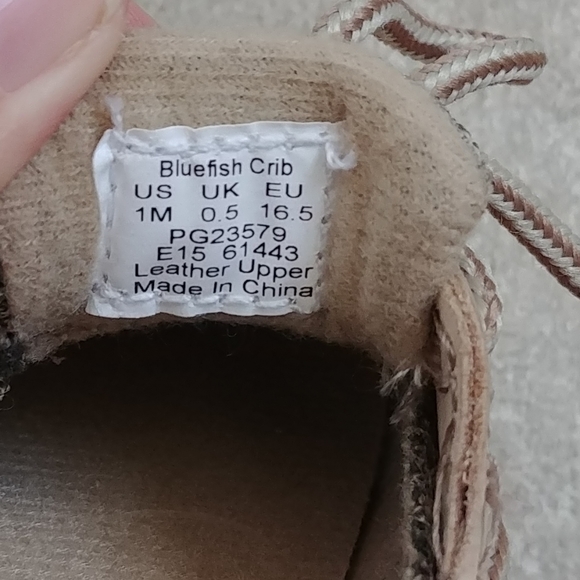 Bluefish Crib
US UK EU
1M 0.5 16.5
PG23579
E15 61443
Leather Upper
Made In China